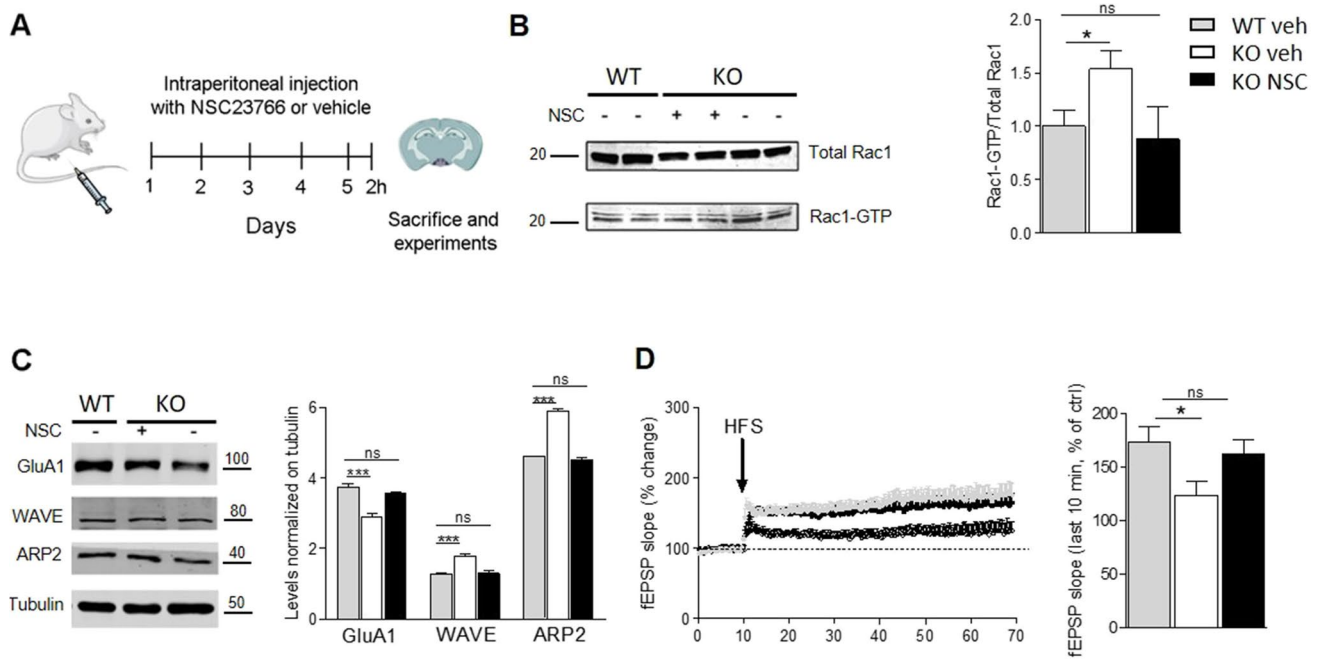 A
Intraperitoneal injection
with NSC23766 or vehicle
1 2 3 4 5 2h
Days
Sacrifice and
experiments
B
WT KO
NSC - - + + - -
20 Total Rac1
20 Rac1-GTP
Rac1-GTP/Total Rac1
2.0
1.5
1.0
0.5
0.0
ns
*
WT veh
KO veh
KO NSC
C
WT KO
NSC - + -
GluA1 100
WAVE 80
ARP2 40
Tubulin 50
Levels normalized on tubulin
6
4
2
0
ns
***
ns
***
ns
***
GluA1 WAVE ARP2
D
fEPSP slope (% change)
300
200
100
0
HFS
0 10 20 30 40 50 60 70
fEPSP slope (last 10 min, % of ctrl)
200
150
100
50
0
ns
*